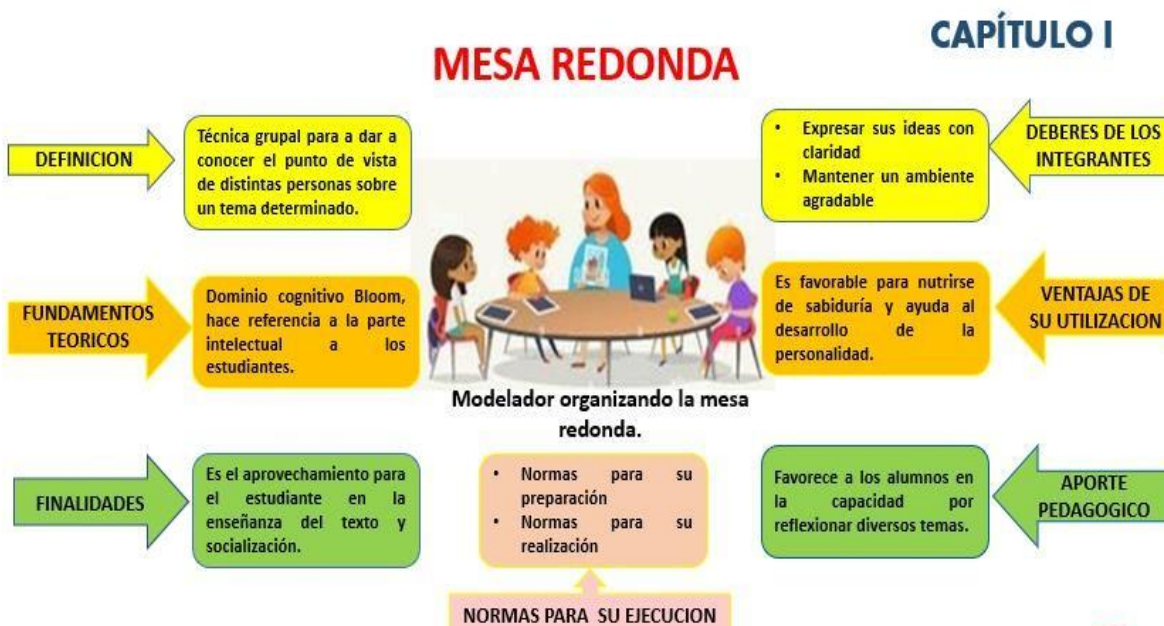 CAPÍTULO I
MESA REDONDA
DEFINICION
Técnica grupal para a dar a
conocer el punto de vista
de distintas personas sobre
un tema determinado.
• Expresar sus ideas con
claridad
• Mantener un ambiente
agradable
DEBERES DE LOS
INTEGRANTES
FUNDAMENTOS
TEORICOS
Dominio cognitivo Bloom,
hace referencia a la parte
intelectual a los
estudiantes.
Es favorable para nutrirse
de sabiduría y ayuda al
desarrollo de la
personalidad.
VENTAJAS DE
SU UTILIZACION
Modelador organizando la mesa
redonda.
FINALIDADES
Es el aprovechamiento para
el estudiante en la
enseñanza del texto y
socialización.
• Normas para su
preparación
• Normas para su
realización
Favorece a los alumnos en
la capacidad por
reflexionar diversos temas.
APORTE
PEDAGOGICO
NORMAS PARA SU EJECUCION